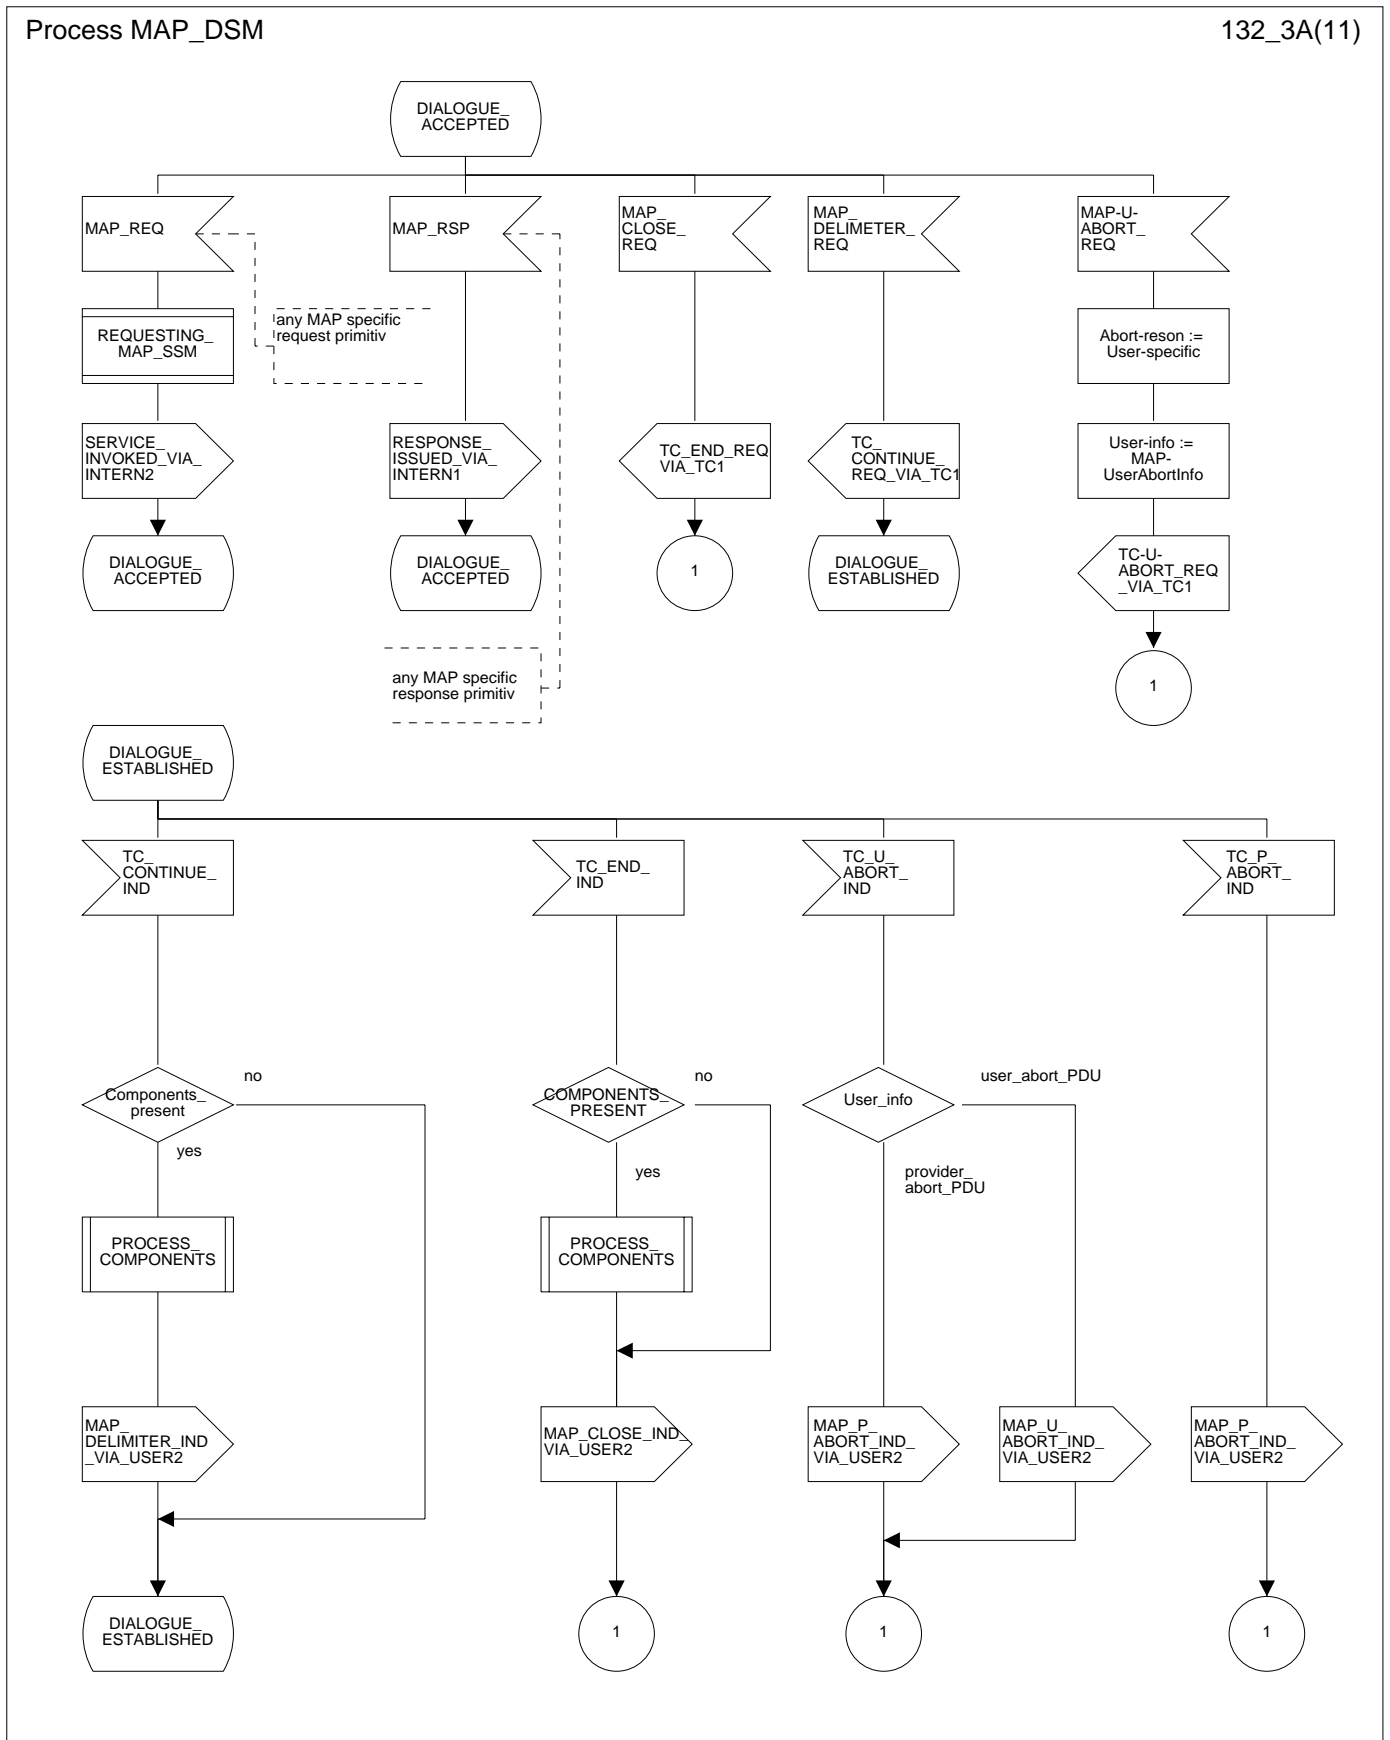 Process MAP_DSM
132_3A(11)
DIALOGUE_
ACCEPTED
MAP_REQ
MAP_RSP
MAP_
CLOSE_
REQ
MAP_
DELIMETER_
REQ
MAP-U-
ABORT_
REQ
any MAP specific
request primitiv
REQUESTING_
MAP_SSM
Abort-reson :=
User-specific
SERVICE_
INVOKED_VIA_
INTERN2
RESPONSE_
ISSUED_VIA_
INTERN1
TC_END_REQ
VIA_TC1
TC_
CONTINUE_
REQ_VIA_TC1
User-info :=
MAP-
UserAbortInfo
DIALOGUE_
ACCEPTED
DIALOGUE_
ACCEPTED
1
DIALOGUE_
ESTABLISHED
TC-U-
ABORT_REQ
_VIA_TC1
any MAP specific
response primitiv
1
DIALOGUE_
ESTABLISHED
TC_
CONTINUE_
IND
TC_END_
IND
TC_U_
ABORT_
IND
TC_P_
ABORT_
IND
Components_
present
no
yes
COMPONENTS_
PRESENT
no
yes
User_info
user_abort_PDU
provider_
abort_PDU
PROCESS_
COMPONENTS
PROCESS_
COMPONENTS
MAP_
DELIMITER_IND
_VIA_USER2
MAP_CLOSE_IND_
VIA_USER2
MAP_P_
ABORT_IND_
VIA_USER2
MAP_U_
ABORT_IND_
VIA_USER2
MAP_P_
ABORT_IND_
VIA_USER2
DIALOGUE_
ESTABLISHED
1
1
1